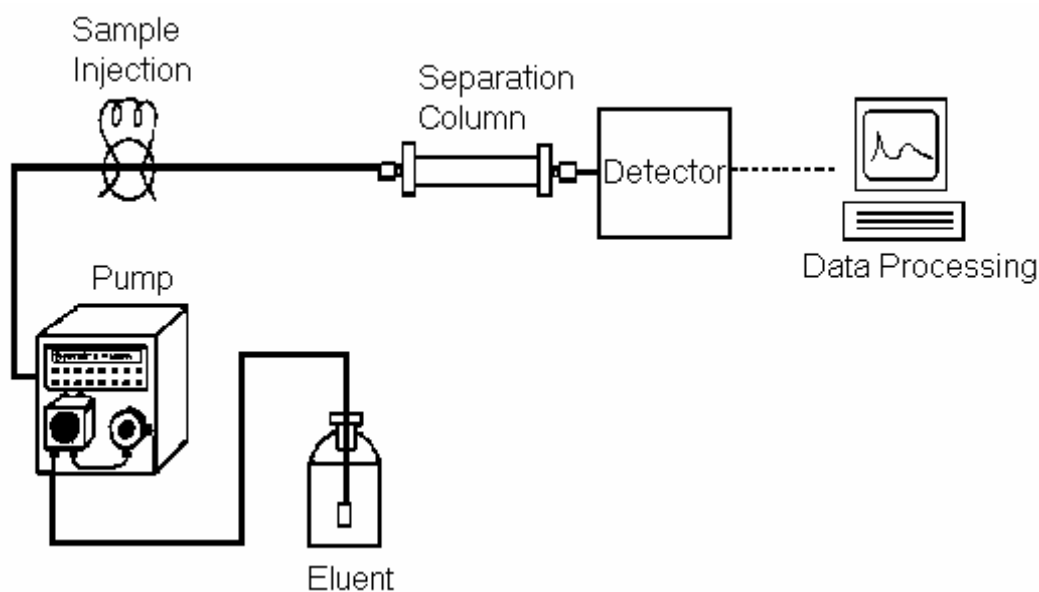 Sample
Injection
Separation
Column
Detector
Data Processing
Pump
Eluent